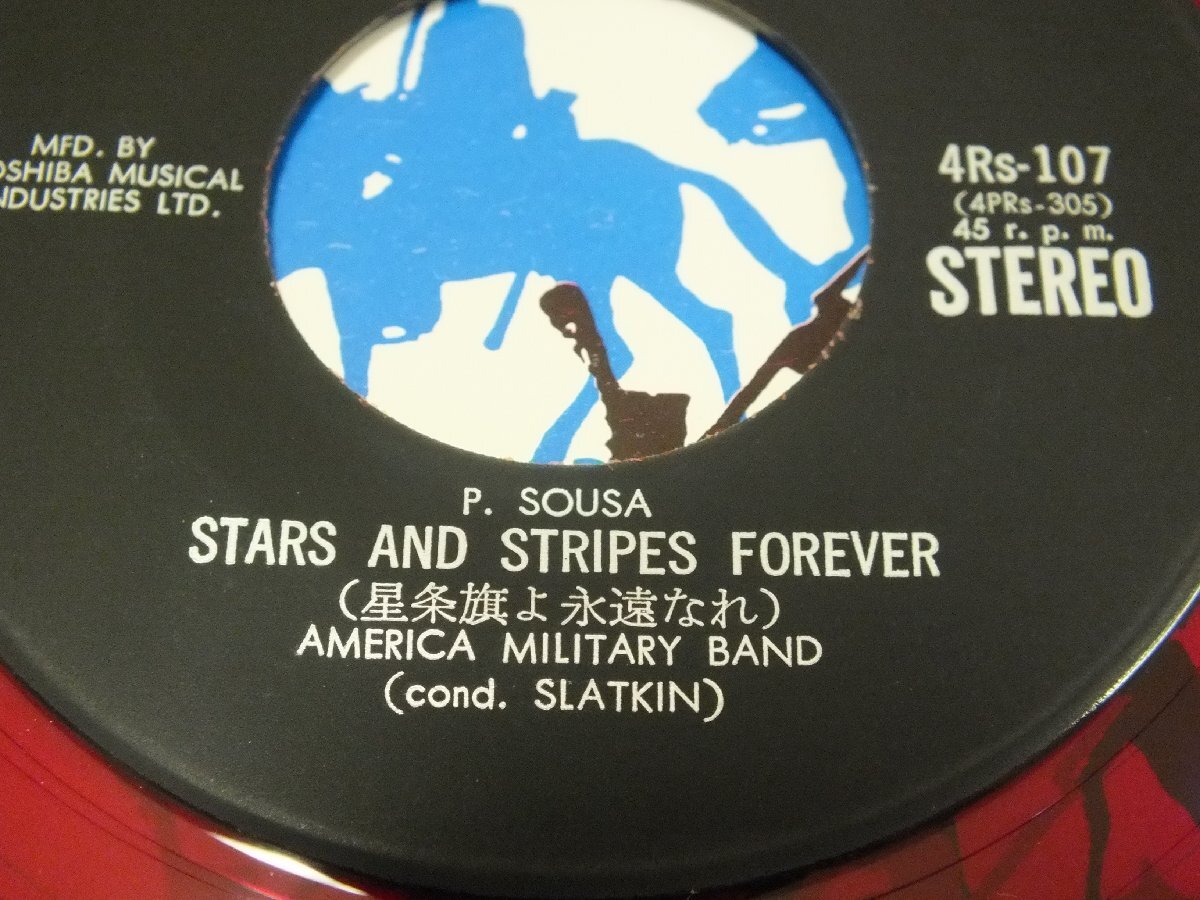 MFD. BY
OSHIBA MUSICAL
NDUSTRIES LTD.
4Rs-107
(4PRs-305)
45 r. p. m.
STEREO
P. SOUSA
STARS AND STRIPES FOREVER
(星条旗よ永遠なれ)
AMERICA MILITARY BAND
(cond. SLATKIN)